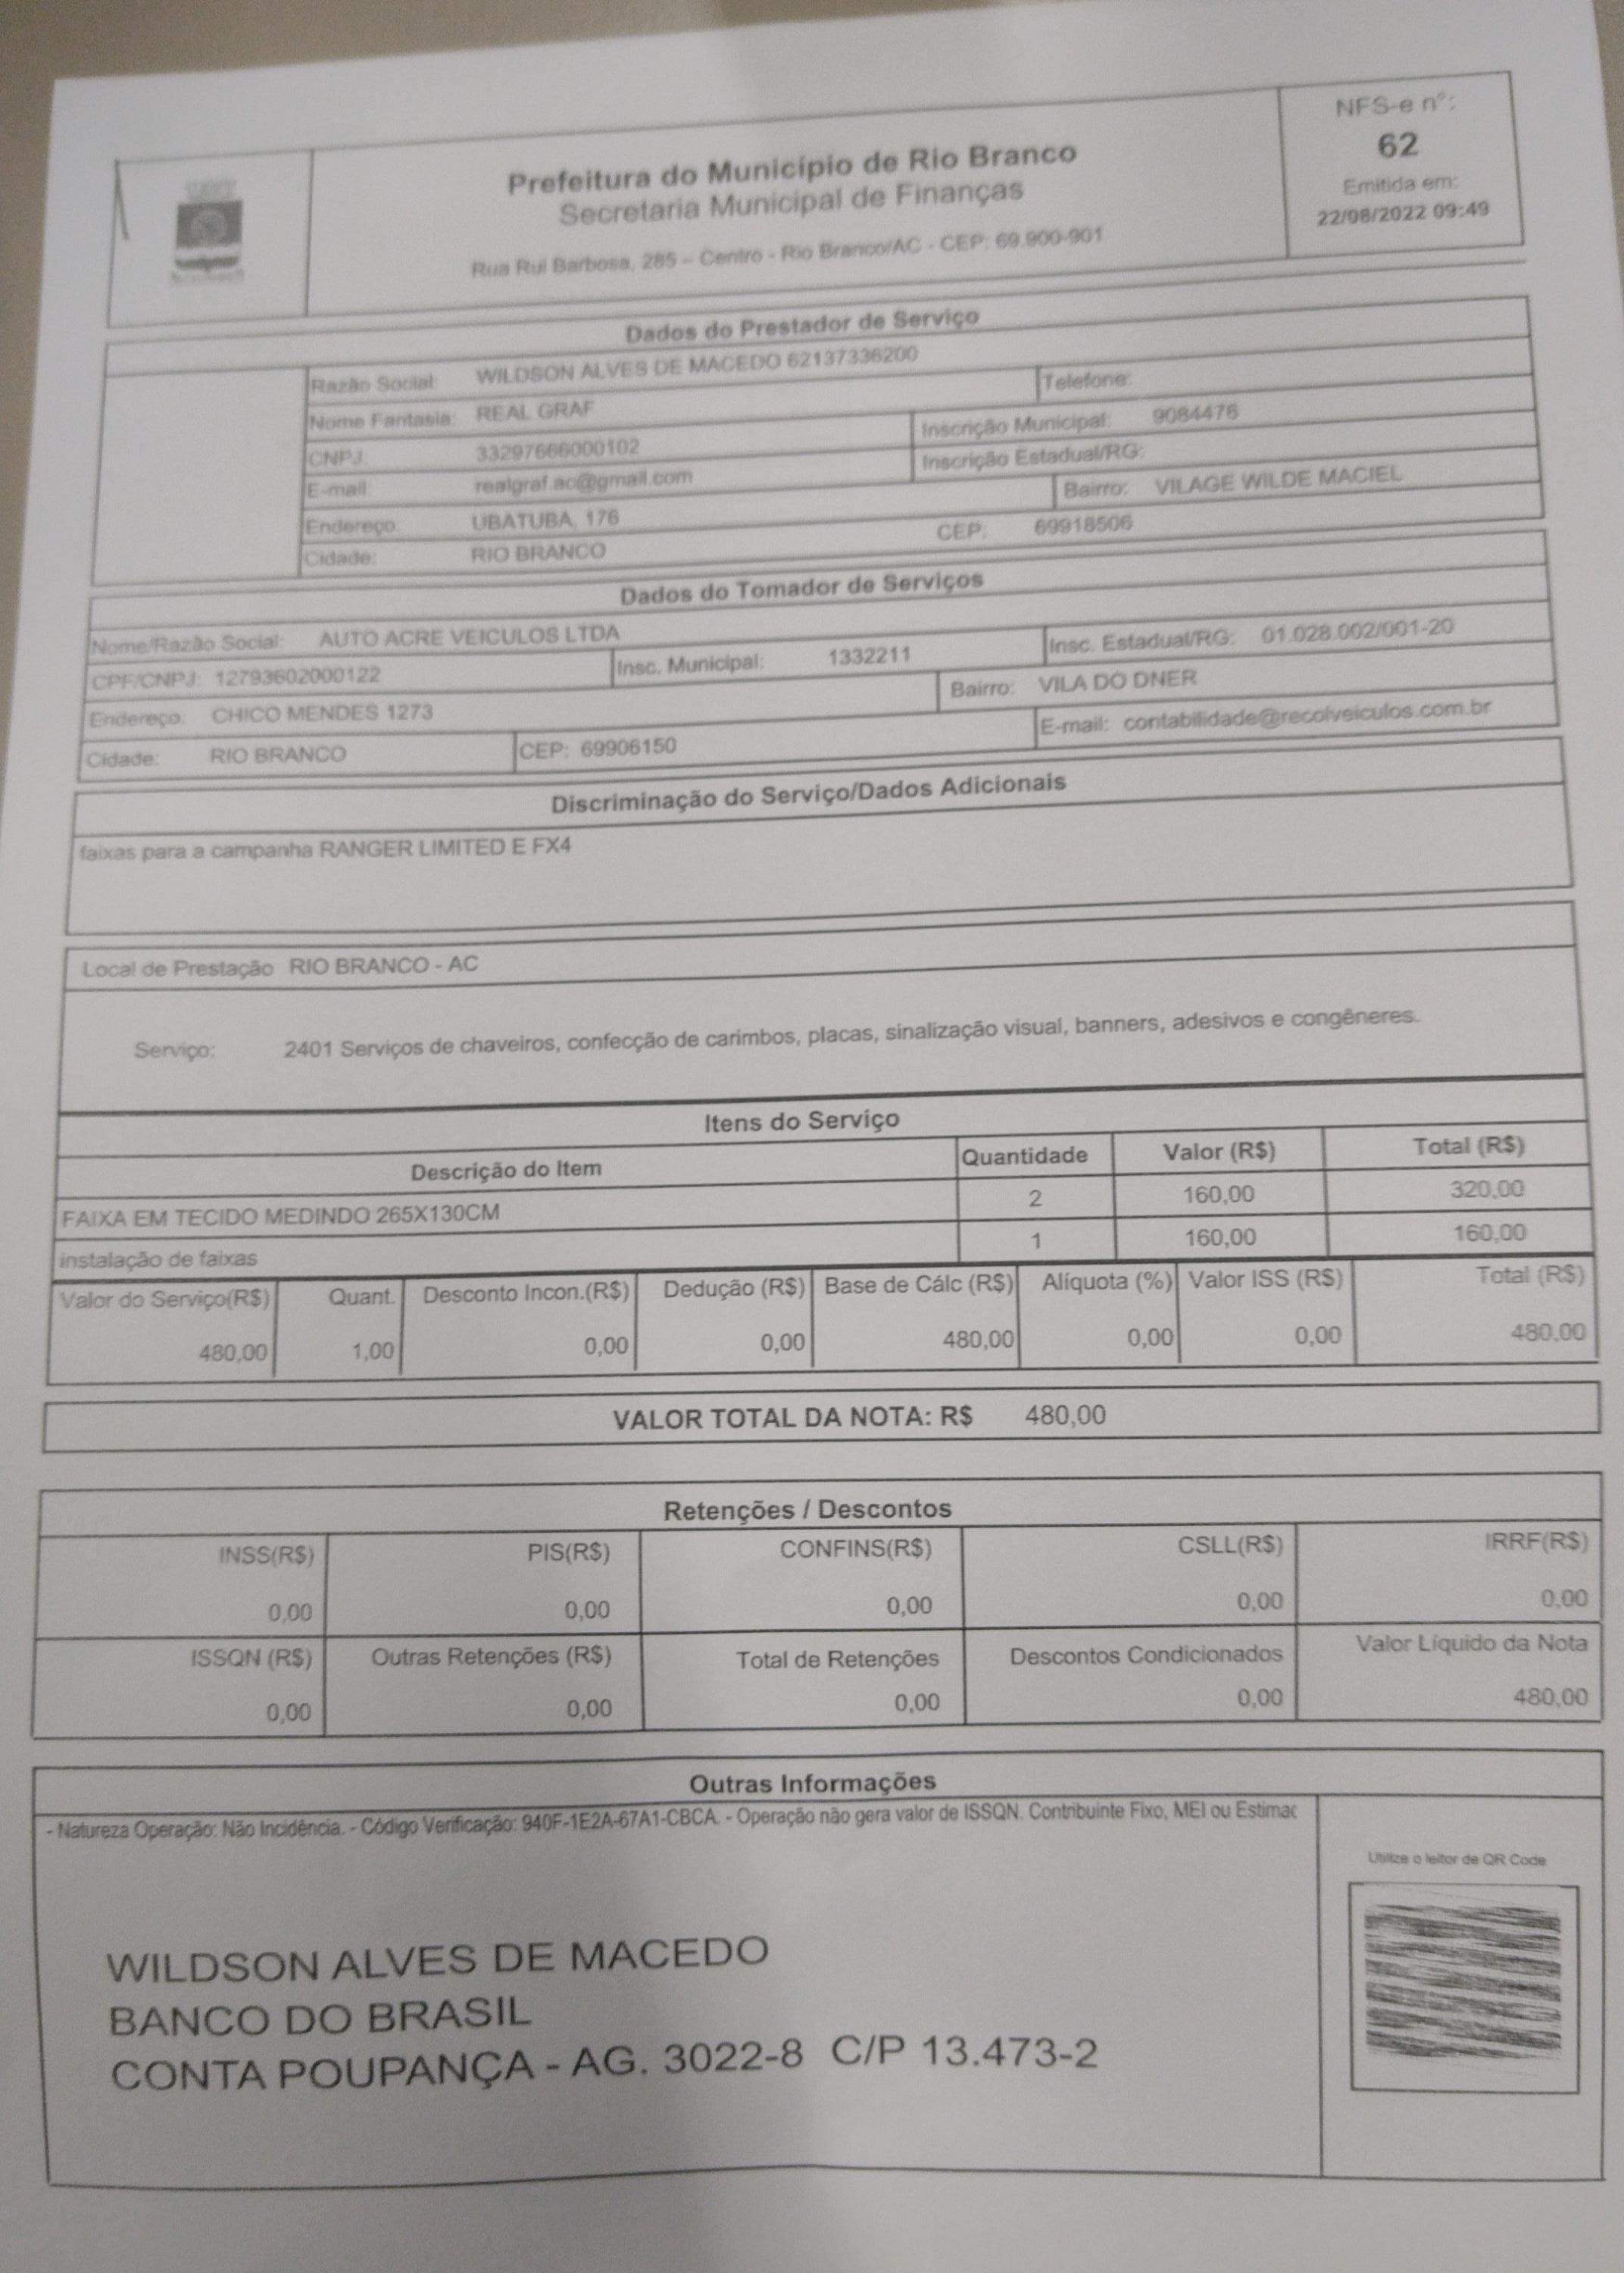 NFS-e n°:
62
Emitida em:
22/08/2022 09:49
Prefeitura do Município de Rio Branco
Secretaria Municipal de Finanças
Rua Rui Barbosa, 285 – Centro - Rio Branco/AC - CEP: 69.900-901
Dados do Prestador de Serviço
Razão Social: WILDSON ALVES DE MACEDO 62137336200
Telefone:
Nome Fantasia: REAL GRAF
CNPJ 33297666000102 Inscrição Municipal: 9084476
E-mail: realgraf.ac@gmail.com Inscrição Estadual/RG:
Endereço: UBATUBA, 176 Bairro: VILAGE WILDE MACIEL
Cidade: RIO BRANCO CEP: 69918506
Dados do Tomador de Serviços
Nome/Razão Social: AUTO ACRE VEICULOS LTDA
CPF/CNPJ: 12793602000122 Insc. Municipal: 1332211 Insc. Estadual/RG: 01.028.002/001-20
Endereço: CHICO MENDES 1273 Bairro: VILA DO DNER
Cidade: RIO BRANCO CEP: 69906150 E-mail: contabilidade@recolveiculos.com.br
Discriminação do Serviço/Dados Adicionais
faixas para a campanha RANGER LIMITED E FX4
Local de Prestação RIO BRANCO - AC
Serviço: 2401 Serviços de chaveiros, confecção de carimbos, placas, sinalização visual, banners, adesivos e congêneres.
Itens do Serviço
Descrição do Item Quantidade Valor (R$) Total (R$)
FAIXA EM TECIDO MEDINDO 265X130CM 2 160,00 320,00
instalação de faixas 1 160,00 160,00
Valor do Serviço(R$) Quant. Desconto Incon.(R$) Dedução (R$) Base de Cálc (R$) Alíquota (%) Valor ISS (R$) Total (R$)
480,00 1,00 0,00 0,00 480,00 0,00 0,00 480,00
VALOR TOTAL DA NOTA: R$ 480,00
Retenções / Descontos
INSS(R$) PIS(R$) CONFINS(R$) CSLL(R$) IRRF(R$)
0,00 0,00 0,00 0,00 0,00
ISSQN (R$) Outras Retenções (R$) Total de Retenções Descontos Condicionados Valor Líquido da Nota
0,00 0,00 0,00 0,00 480,00
Outras Informações
- Natureza Operação: Não Incidência. - Código Verificação: 940F-1E2A-67A1-CBCA. - Operação não gera valor de ISSQN. Contribuinte Fixo, MEI ou Estimac
Utilize o leitor de QR Code
WILDSON ALVES DE MACEDO
BANCO DO BRASIL
CONTA POUPANÇA - AG. 3022-8 C/P 13.473-2